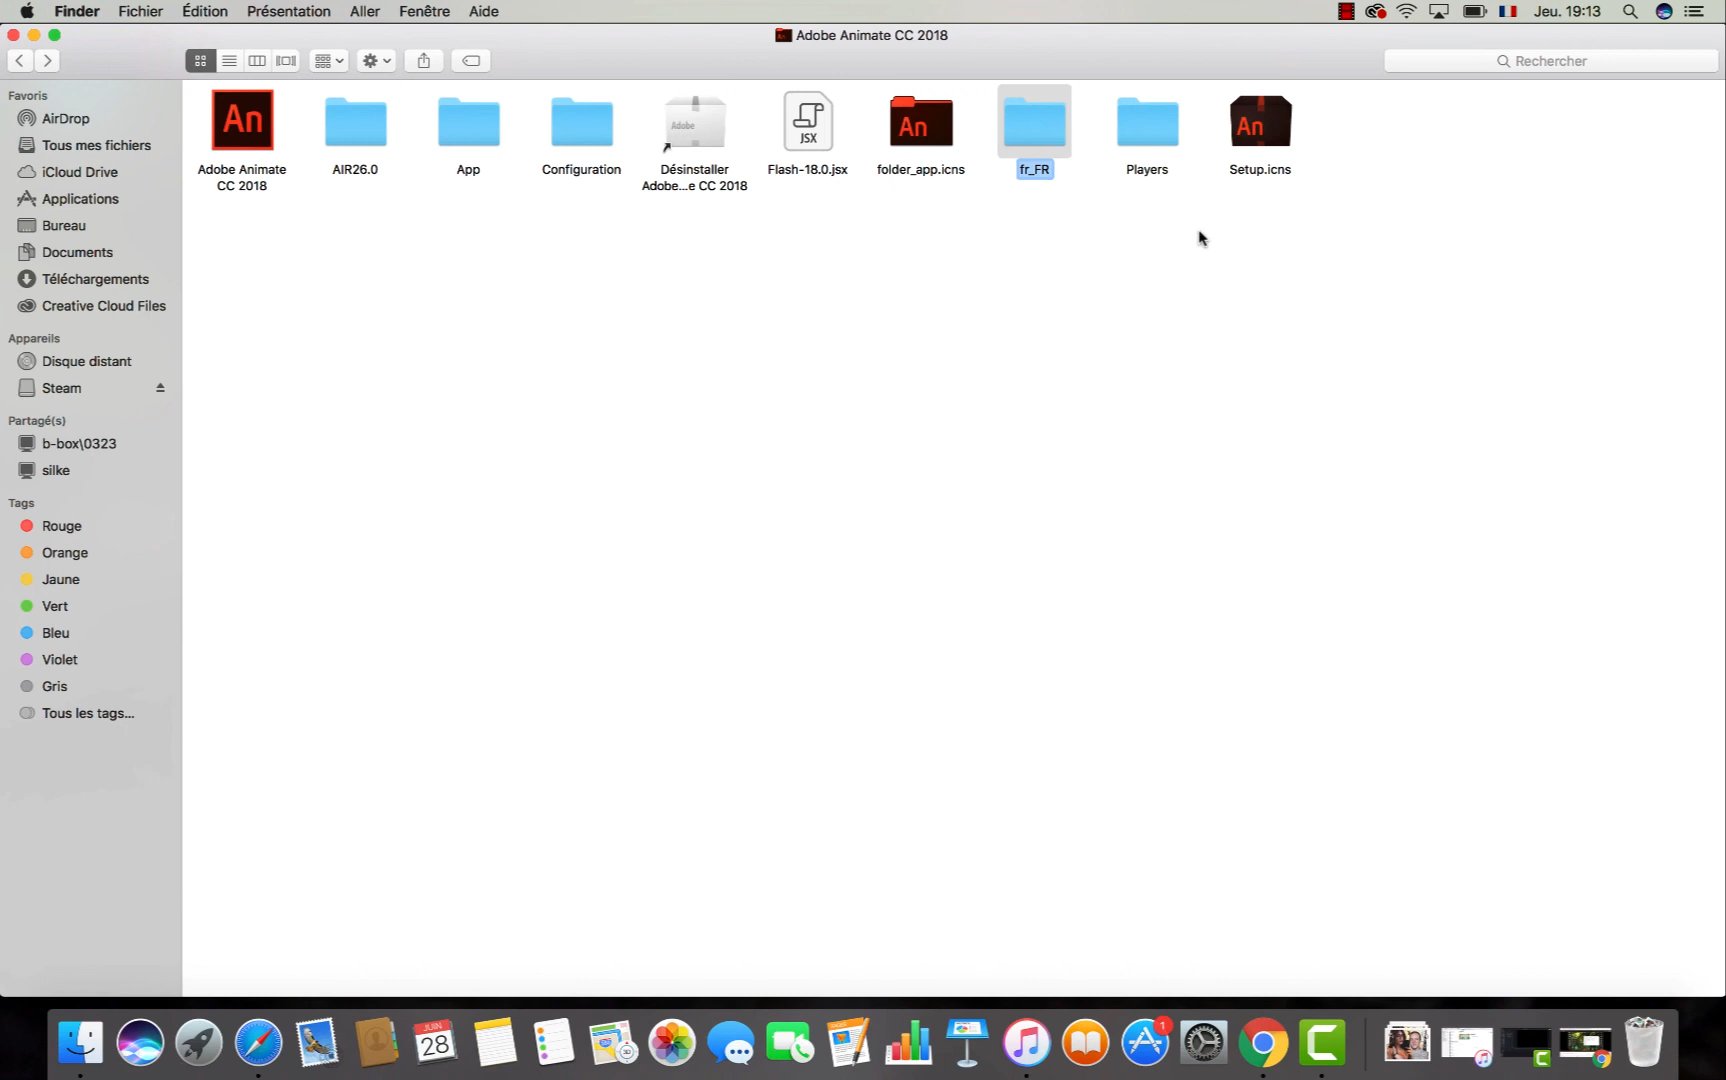 Finder Fichier Édition Présentation Aller Fenêtre Aide Jeu. 19:13
Adobe Animate CC 2018
Rechercher
Favoris
AirDrop
Tous mes fichiers
iCloud Drive
Applications
Bureau
Documents
Téléchargements
Creative Cloud Files
Appareils
Disque distant
Steam
Partagé(s)
b-box\0323
silke
Tags
Rouge
Orange
Jaune
Vert
Bleu
Violet
Gris
Tous les tags...
An
Adobe Animate
CC 2018
AIR26.0
App
Configuration
Adobe
Désinstaller
Adobe...e CC 2018
JSX
Flash-18.0.jsx
An
folder_app.icns
fr_FR
Players
An
Setup.icns
JUIN
28
3D
1